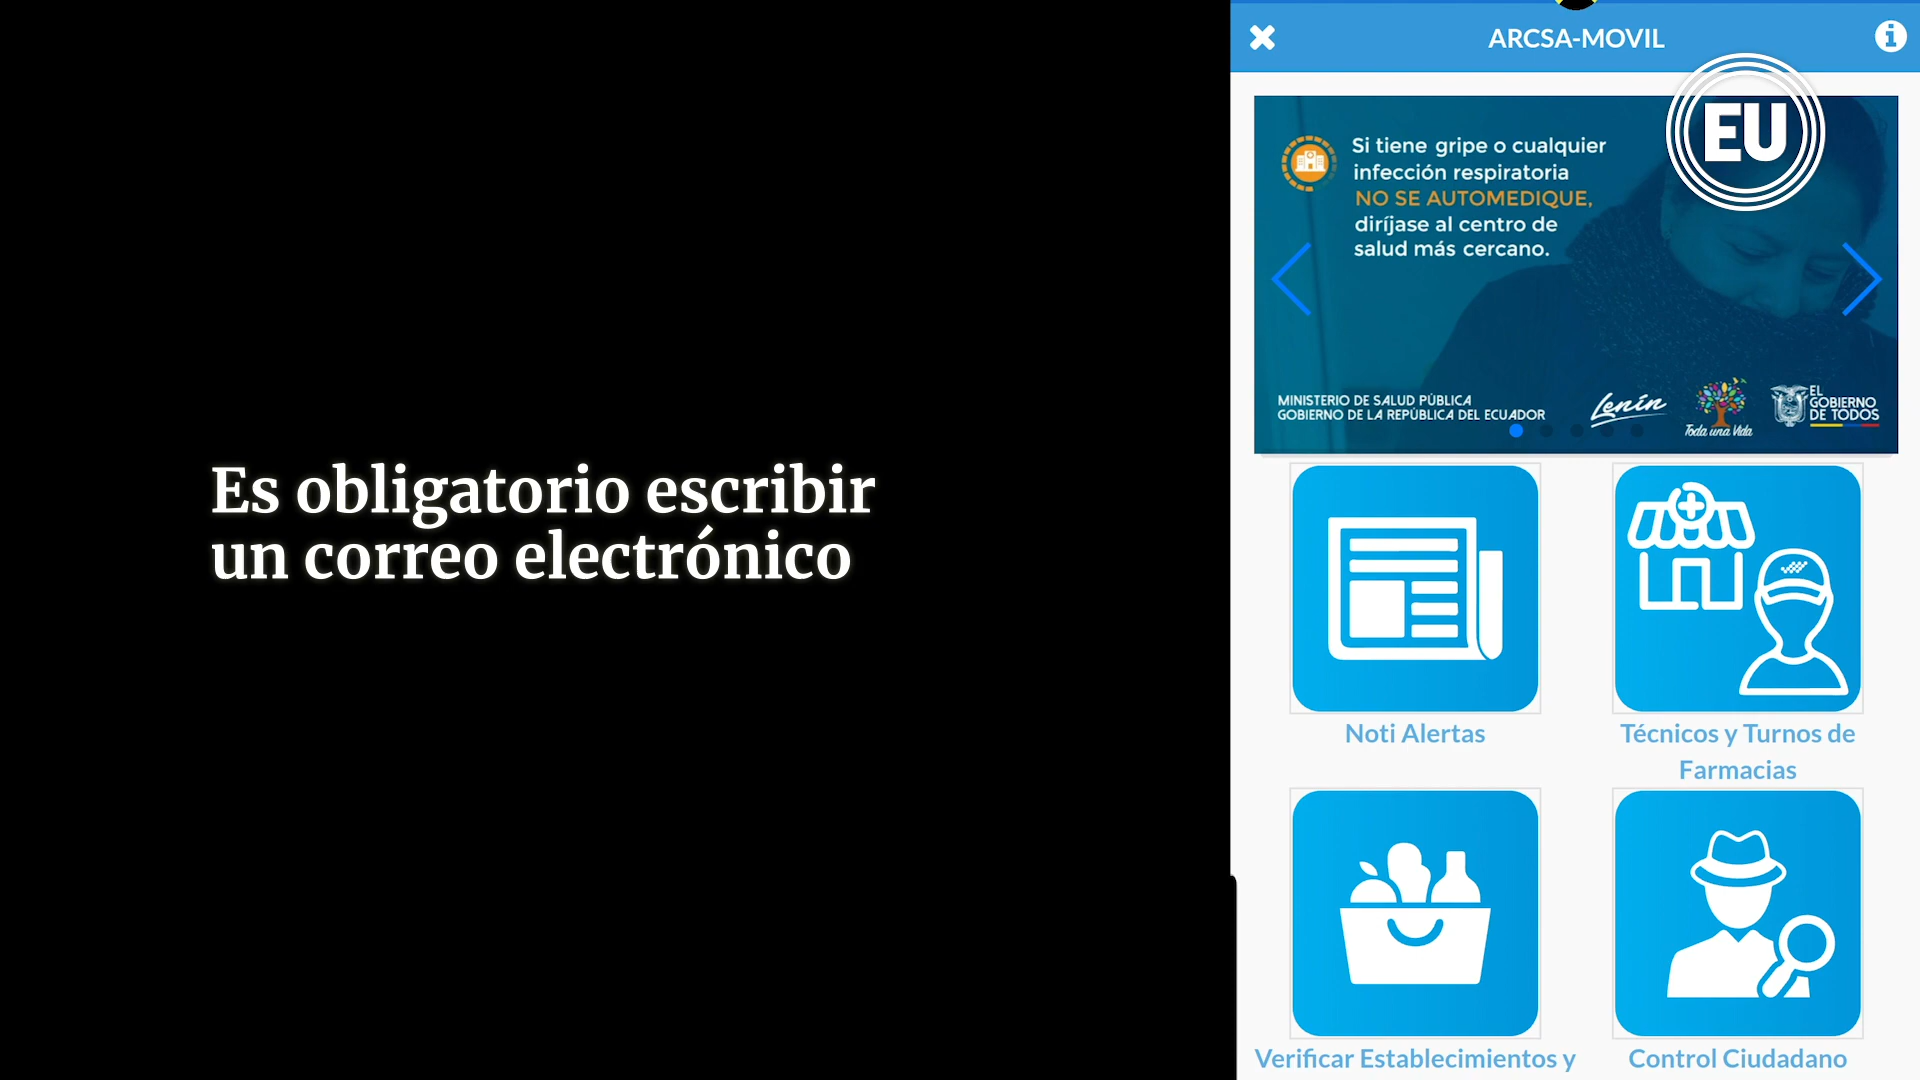 Es obligatorio escribir
un correo electrónico
ARCSA-MOVIL
EU
Si tiene gripe o cualquier
infección respiratoria
NO SE AUTOMEDIQUE,
diríjase al centro de
salud más cercano.
MINISTERIO DE SALUD PÚBLICA
GOBIERNO DE LA REPÚBLICA DEL ECUADOR
Lenín
Toda una Vida
EL
GOBIERNO
DE TODOS
Noti Alertas
Técnicos y Turnos de
Farmacias
Verificar Establecimientos y
Control Ciudadano